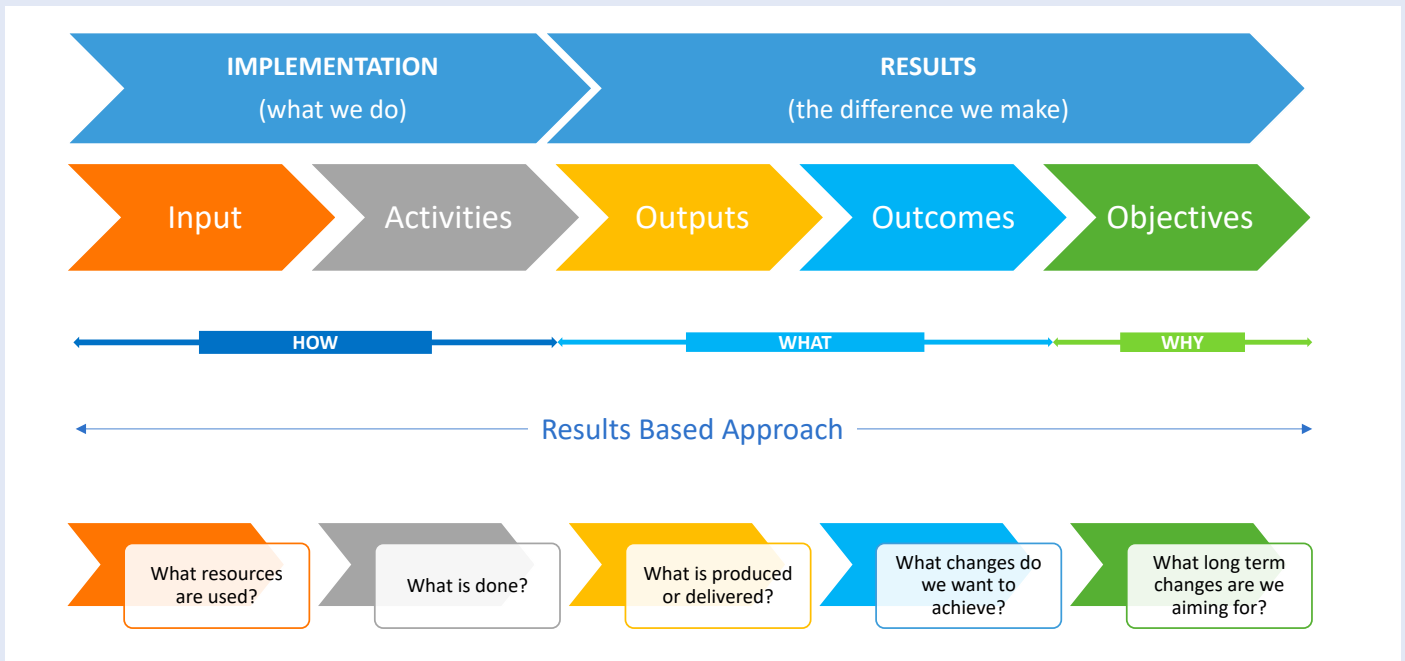 IMPLEMENTATION
(what we do)
RESULTS
(the difference we make)
Input
Activities
Outputs
Outcomes
Objectives
HOW
WHAT
WHY
Results Based Approach
What resources
are used?
What is done?
What is produced
or delivered?
What changes do
we want to
achieve?
What long term
changes are we
aiming for?